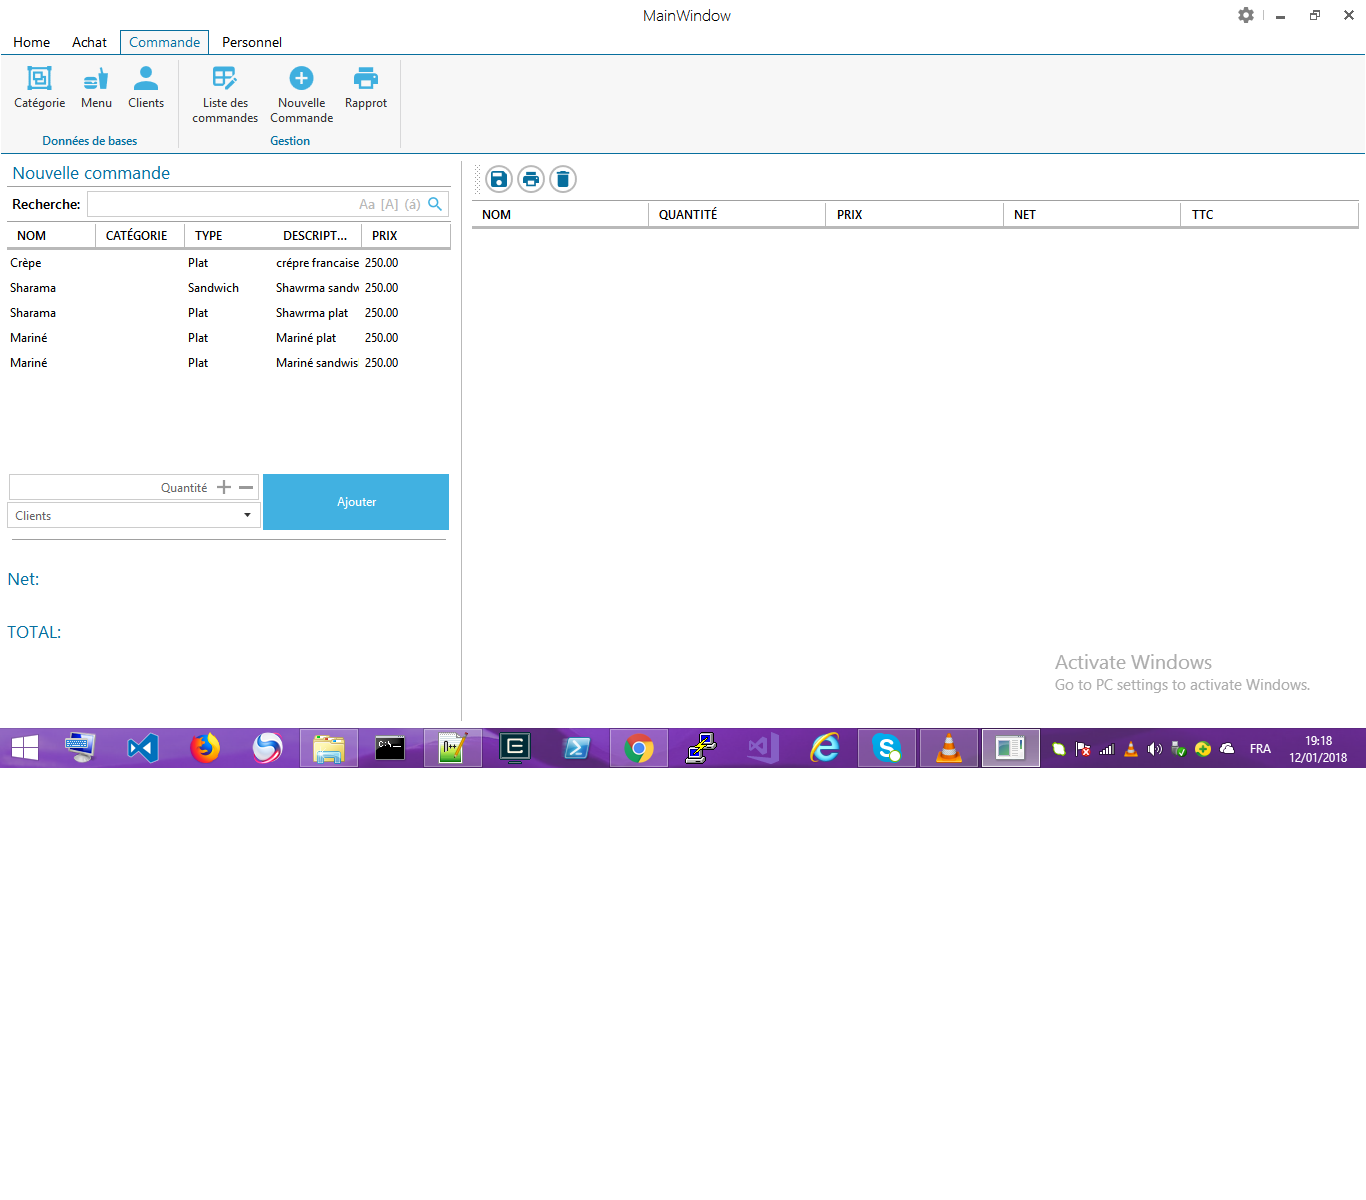 MainWindow
Home Achat Commande Personnel
Catégorie Menu Clients Liste des commandes Nouvelle Commande Rapprot
Données de bases Gestion
Nouvelle commande
Recherche: Aa [A] (á)
NOM CATÉGORIE TYPE DESCRIPT... PRIX
Crèpe Plat crépre francaise 250.00
Sharama Sandwich Shawrma sandw 250.00
Sharama Plat Shawrma plat 250.00
Mariné Plat Mariné plat 250.00
Mariné Plat Mariné sandwis 250.00
Quantité
Clients
Ajouter
Net:
TOTAL:
NOM QUANTITÉ PRIX NET TTC
Activate Windows
Go to PC settings to activate Windows.
C:\_
N++
E
FRA
19:18
12/01/2018